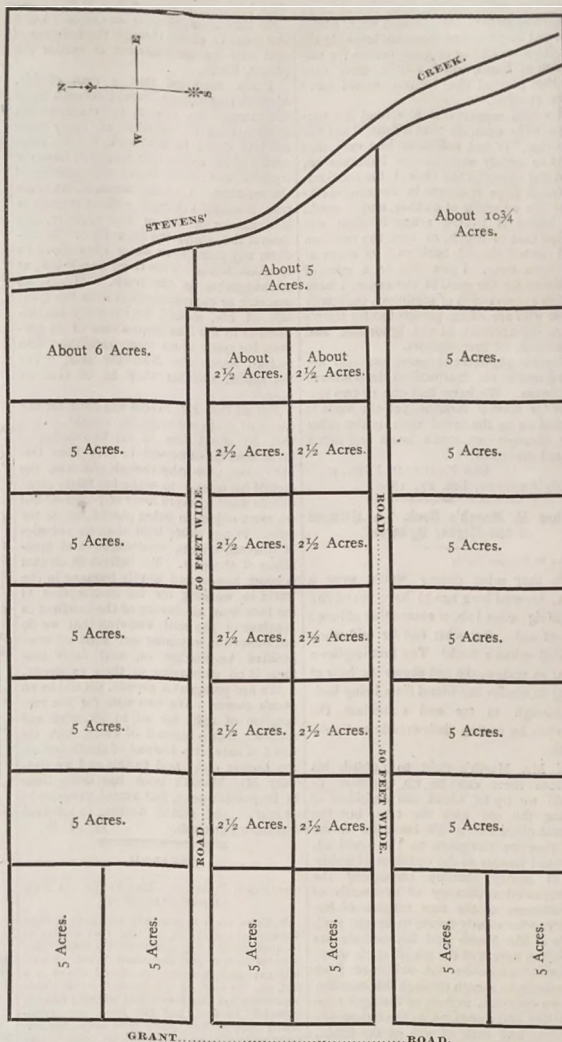 E
N
S
W
CREEK.
STEVENS'
About 10¾
Acres.
About 5
Acres.
About 6 Acres.
About
2½ Acres.
About
2½ Acres.
5 Acres.
5 Acres.
2½ Acres.
2½ Acres.
5 Acres.
5 Acres.
2½ Acres.
2½ Acres.
5 Acres.
5 Acres.
2½ Acres.
2½ Acres.
5 Acres.
5 Acres.
2½ Acres.
2½ Acres.
5 Acres.
5 Acres.
2½ Acres.
2½ Acres.
5 Acres.
ROAD..........50 FEET WIDE.
ROAD..........50 FEET WIDE.
5 Acres.
5 Acres.
5 Acres.
5 Acres.
5 Acres.
5 Acres.
GRANT..........ROAD.